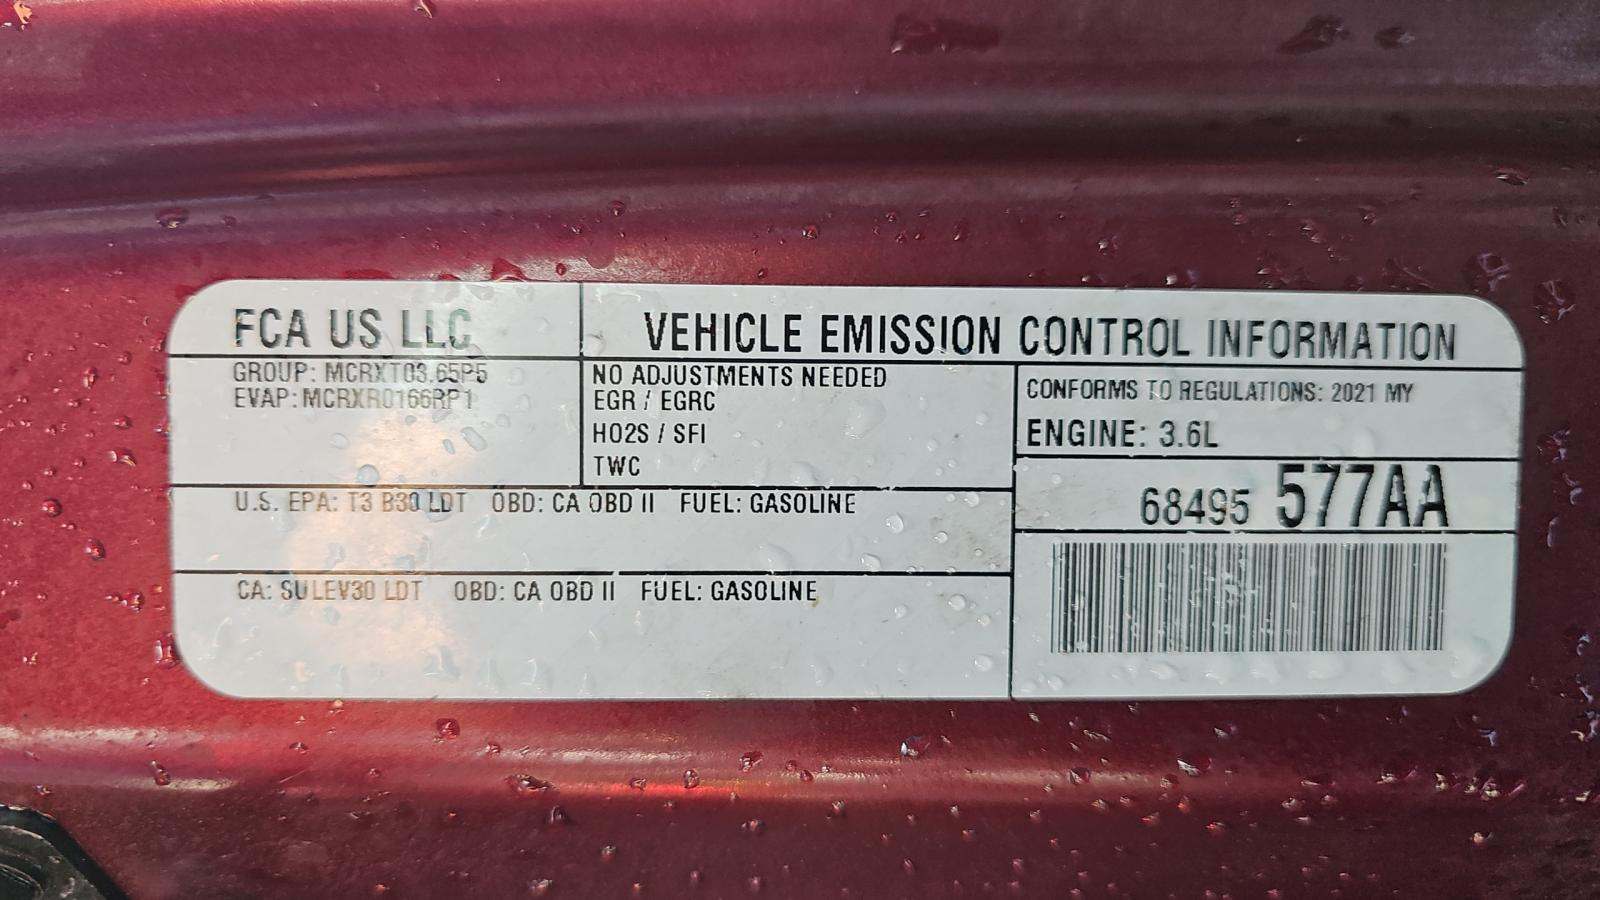 FCA US LLC
VEHICLE EMISSION CONTROL INFORMATION
GROUP: MCRXT03.65P5
EVAP: MCRXR0166RP1
NO ADJUSTMENTS NEEDED
EGR / EGRC
HO2S / SFI
TWC
CONFORMS TO REGULATIONS: 2021 MY
ENGINE: 3.6L
68495 577AA
U.S. EPA: T3 B30 LDT OBD: CA OBD II FUEL: GASOLINE
CA: SULEV30 LDT OBD: CA OBD II FUEL: GASOLINE